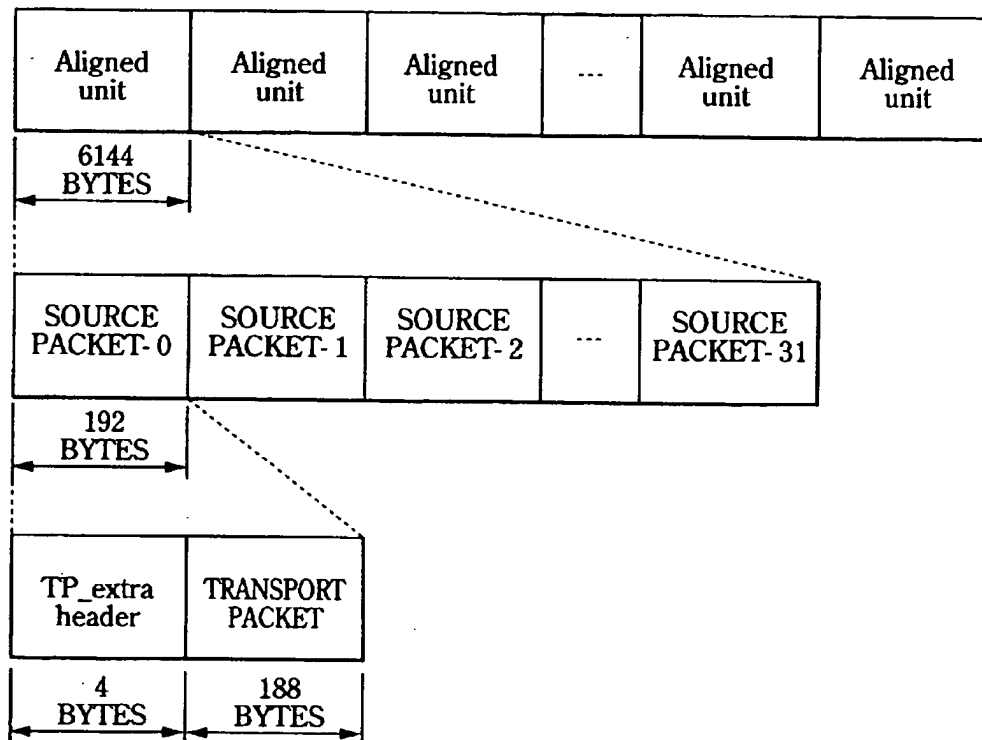 Aligned unit
Aligned unit
Aligned unit
---
Aligned unit
Aligned unit
6144 BYTES
SOURCE PACKET-0
SOURCE PACKET-1
SOURCE PACKET-2
---
SOURCE PACKET-31
192 BYTES
TP_extra header
TRANSPORT PACKET
4 BYTES
188 BYTES